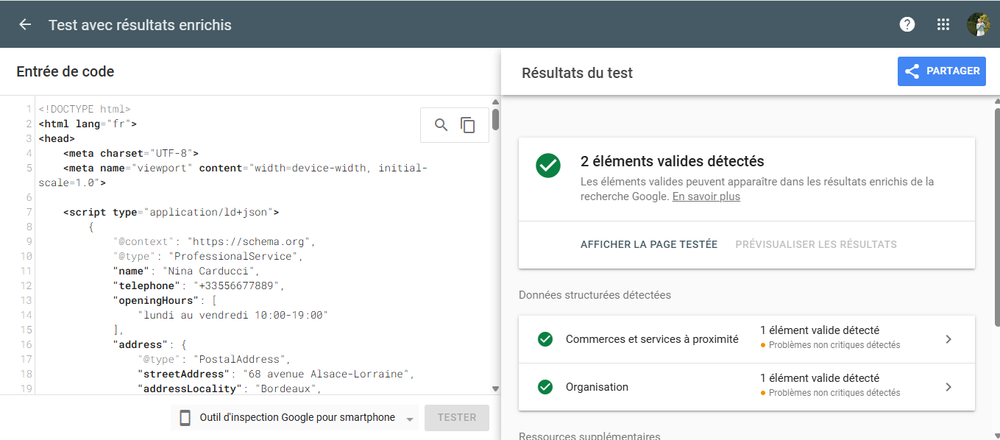 Test avec résultats enrichis
Entrée de code
1 <!DOCTYPE html>
2 <html lang="fr">
3 <head>
4 <meta charset="UTF-8">
5 <meta name="viewport" content="width=device-width, initial-
scale=1.0">
6
7 <script type="application/ld+json">
8 {
9 "@context": "https://schema.org",
10 "@type": "ProfessionalService",
11 "name": "Nina Carducci",
12 "telephone": "+33556677889",
13 "openingHours": [
14 "lundi au vendredi 10:00-19:00"
15 ],
16 "address": {
17 "@type": "PostalAddress",
18 "streetAddress": "68 avenue Alsace-Lorraine",
19 "addressLocality": "Bordeaux",
Outil d'inspection Google pour smartphone
TESTER
Résultats du test
PARTAGER
2 éléments valides détectés
Les éléments valides peuvent apparaître dans les résultats enrichis de la
recherche Google. En savoir plus
AFFICHER LA PAGE TESTÉE PRÉVISUALISER LES RÉSULTATS
Données structurées détectées
Commerces et services à proximité
1 élément valide détecté
Problèmes non critiques détectés
Organisation
1 élément valide détecté
Problèmes non critiques détectés
Ressources supplémentaires